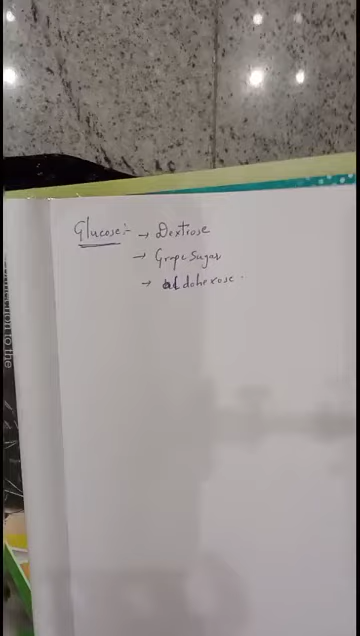 Glucose:- → Dextrose
→ Grape Sugar
→ aldohexose.